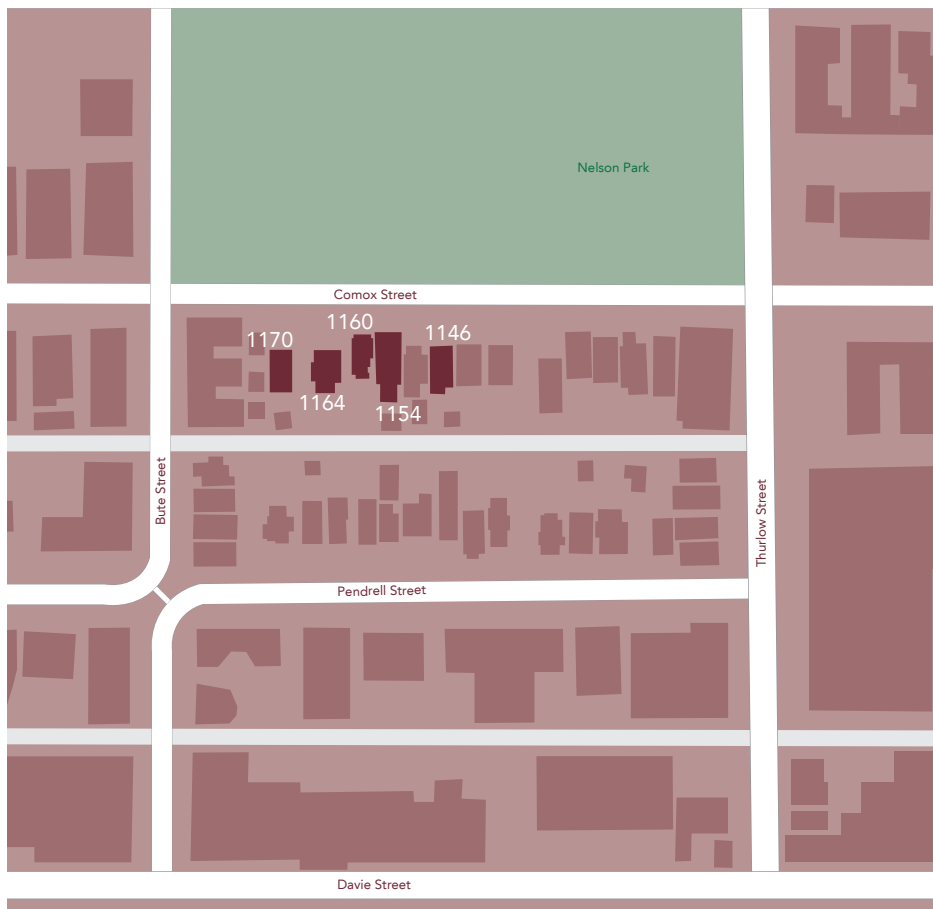 Nelson Park
Comox Street
1160
1146
1170
1164
1154
Bute Street
Thurlow Street
Pendrell Street
Davie Street